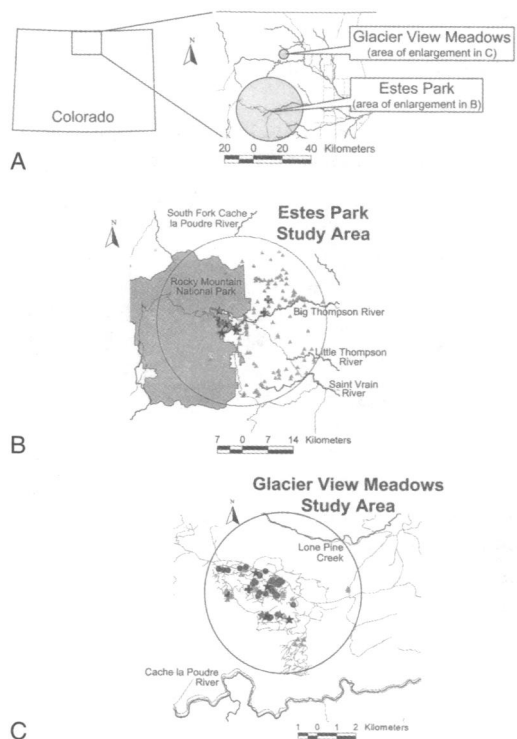 Glacier View Meadows
(area of enlargement in C)
Estes Park
(area of enlargement in B)
Colorado
N
20 0 20 40 Kilometers
A
N
South Fork Cache
la Poudre River
Estes Park
Study Area
Rocky Mountain
National Park
Big Thompson River
Little Thompson
River
Saint Vrain
River
7 0 7 14 Kilometers
B
Glacier View Meadows
Study Area
N
Lone Pine
Creek
Cache la Poudre
River
1 0 1 2 Kilometers
C